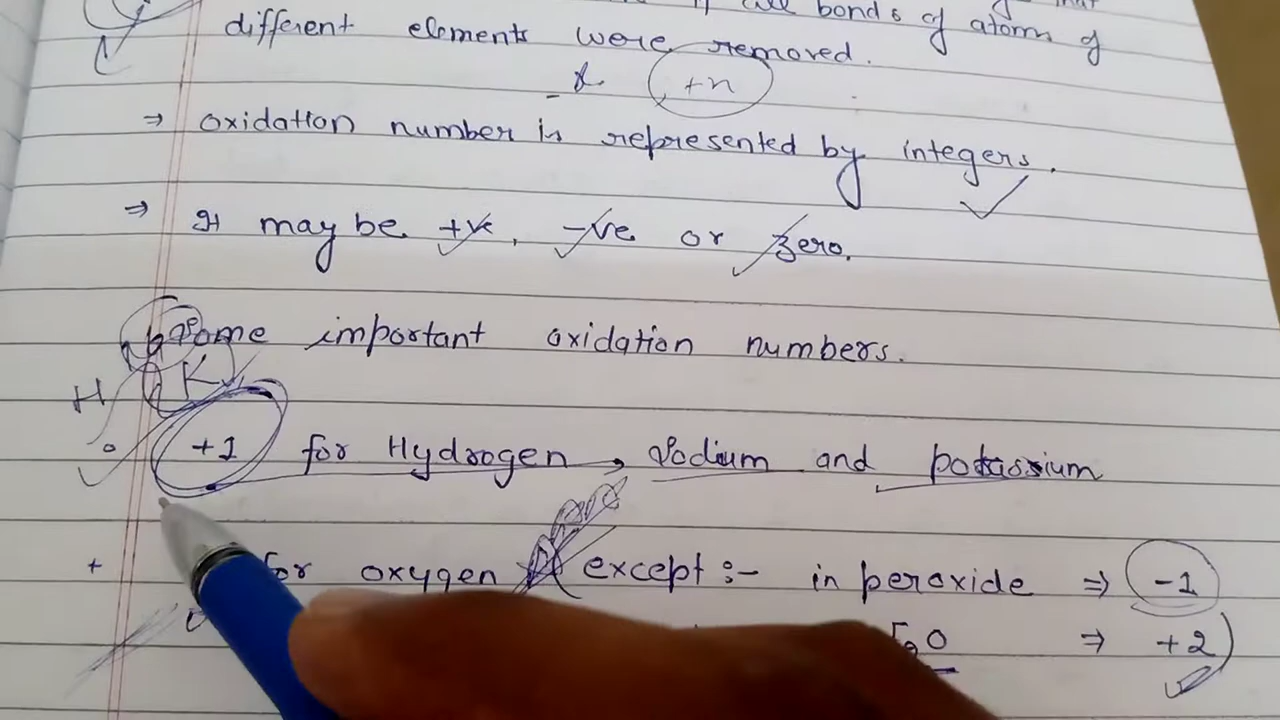 all bonds of atom of
different elements were removed.
- x +n
⇒ oxidation number is represented by integers.
⇒ It may be +ve, -ve or zero.
Some important oxidation numbers.
H K
+1 for Hydrogen, Sodium and potassium
+ for oxygen (except :- in peroxide ⇒ -1
O ⇒ +2)